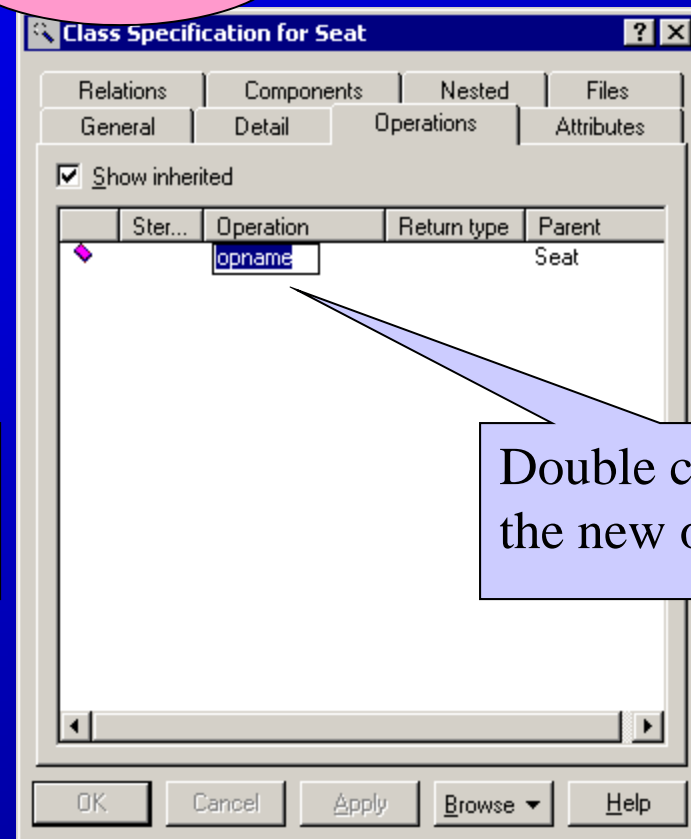 Class Specification for Seat
Relations Components Nested Files
General Detail Operations Attributes
Show inherited
Ster... Operation Return type Parent
opname Seat
Double c
the new
OK Cancel Apply Browse Help